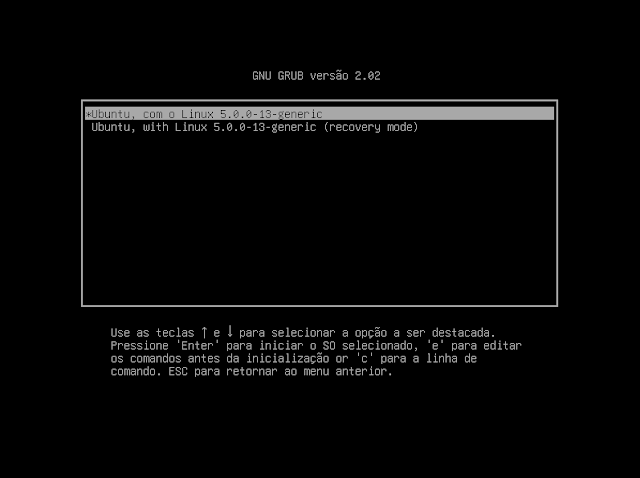 GNU GRUB versão 2.02
*Ubuntu, com o Linux 5.0.0-13-generic
Ubuntu, with Linux 5.0.0-13-generic (recovery mode)
Use as teclas ↑ e ↓ para selecionar a opção a ser destacada.
Pressione 'Enter' para iniciar o SO selecionado, 'e' para editar
os comandos antes da inicialização or 'c' para a linha de
comando. ESC para retornar ao menu anterior.